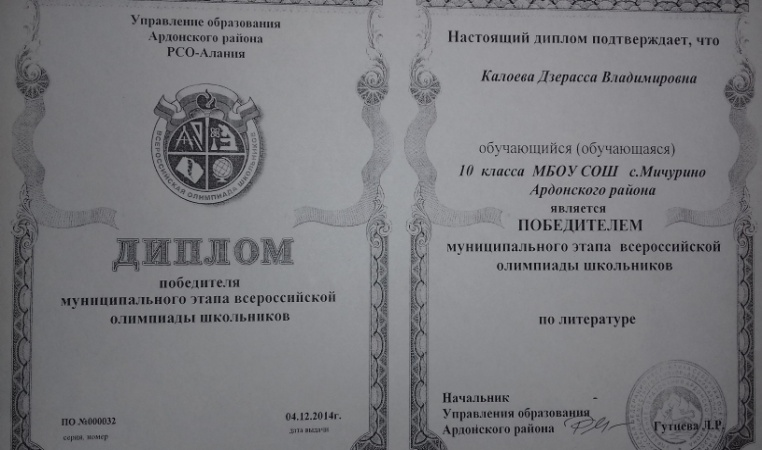 Управление образования
Ардонского района
РСО-Алания
ВСЕРОССИЙСКАЯ ОЛИМПИАДА ШКОЛЬНИКОВ
ДИПЛОМ
победителя
муниципального этапа всероссийской
олимпиады школьников
ПО №000032
серия, номер
04.12.2014г.
дата выдачи
Настоящий диплом подтверждает, что
Калоева Дзерасса Владимировна
обучающийся (обучающаяся)
10 класса МБОУ СОШ с.Мичурино
Ардонского района
является
ПОБЕДИТЕЛЕМ
муниципального этапа всероссийской
олимпиады школьников
по литературе
Начальник -
Управления образования
Ардонского района Гутиева Л.Р.